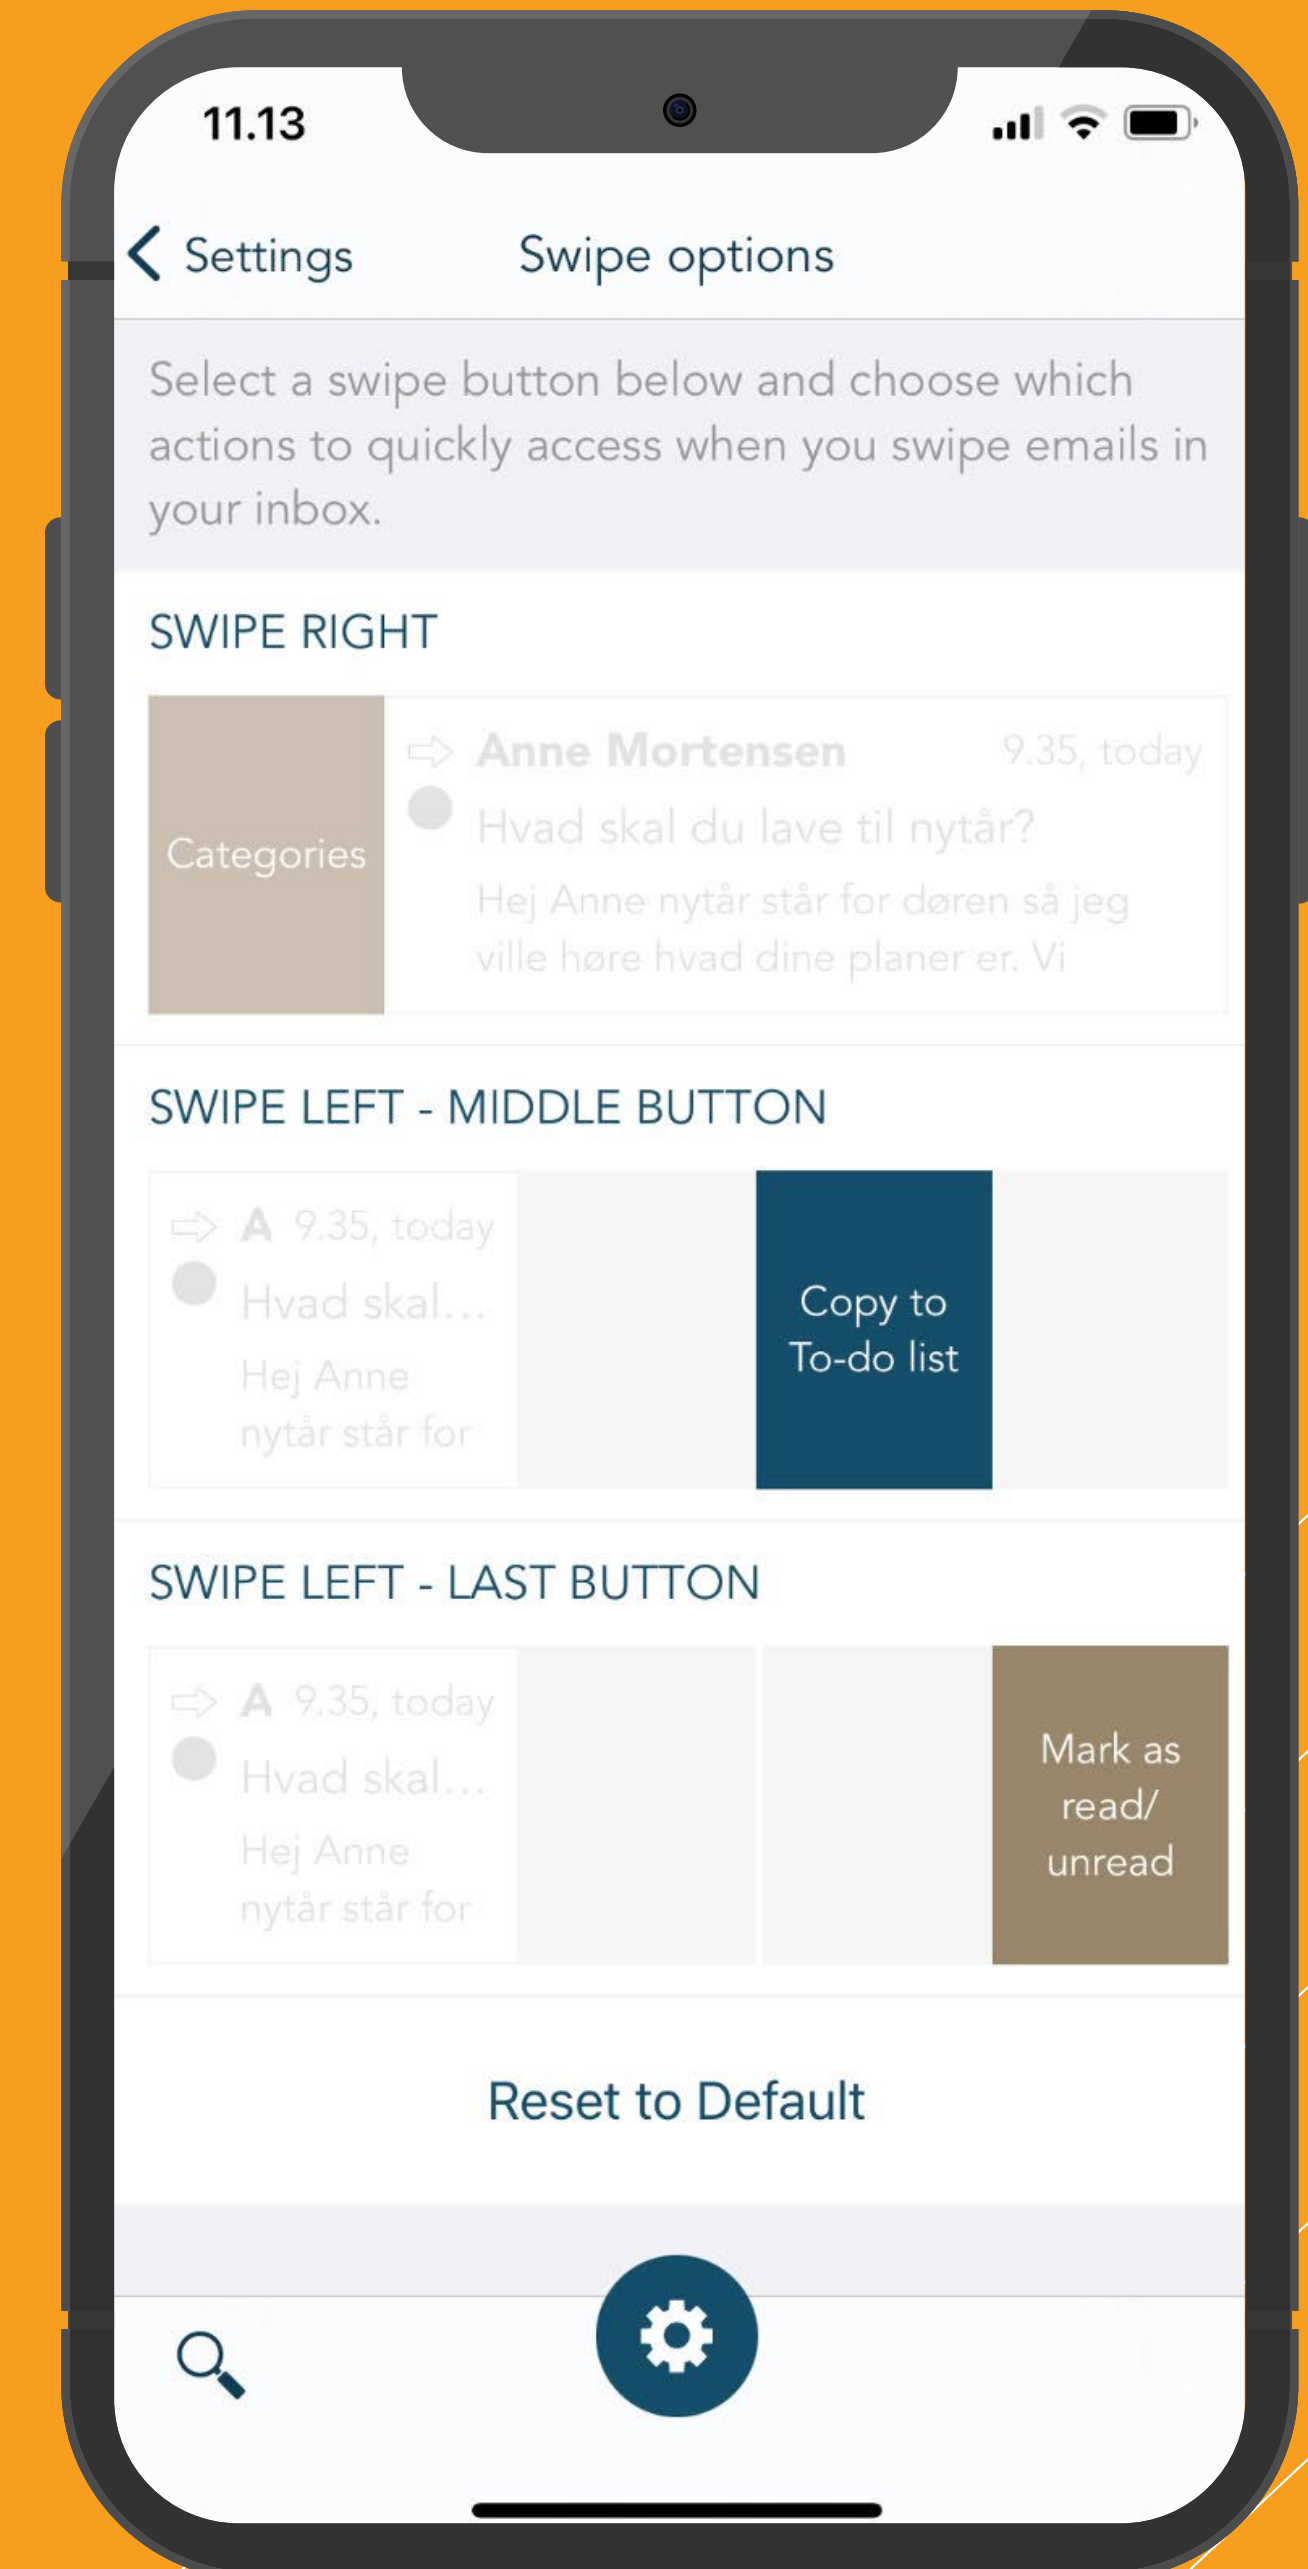 11.13
Settings
Swipe options
Select a swipe button below and choose which
actions to quickly access when you swipe emails in
your inbox.
SWIPE RIGHT
Categories
Anne Mortensen
9.35, today
Hvad skal du lave til nytår?
Hej Anne nytår står for døren så jeg
ville høre hvad dine planer er. Vi
SWIPE LEFT - MIDDLE BUTTON
A 9.35, today
Hvad skal...
Hej Anne
nytår står for
Copy to
To-do list
SWIPE LEFT - LAST BUTTON
A 9.35, today
Hvad skal...
Hej Anne
nytår står for
Mark as
read/
unread
Reset to Default